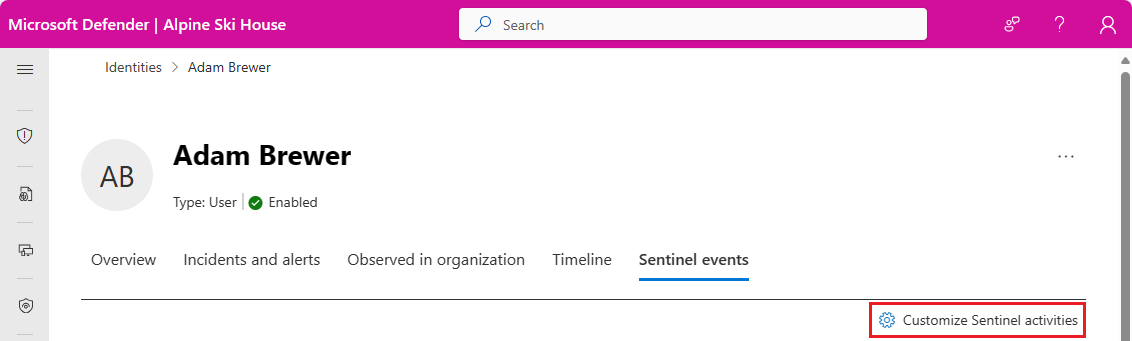 Microsoft Defender | Alpine Ski House
Search
Identities > Adam Brewer
AB
Adam Brewer
Type: User
Enabled
Overview Incidents and alerts Observed in organization Timeline Sentinel events
Customize Sentinel activities